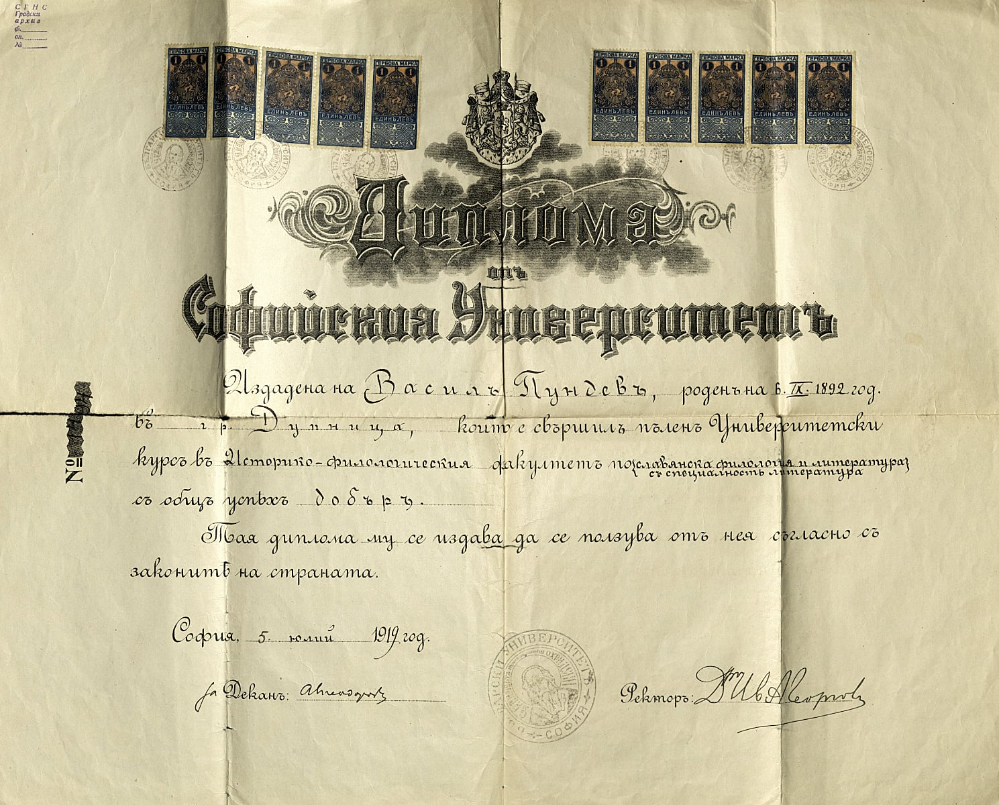 С Г Н С
Градски
архив
ф.
оп.
№
ГЕРБОВА МАРКА ГЕРБОВА МАРКА ГЕРБОВА МАРКА ГЕРБОВА МАРКА ГЕРБОВА МАРКА ГЕРБОВА МАРКА ГЕРБОВА МАРКА ГЕРБОВА МАРКА ГЕРБОВА МАРКА ГЕРБОВА МАРКА
1 1 1 1 1 1 1 1 1 1 1 1 1 1 1 1 1 1 1 1
ЕДИНЪ ЛЕВЪ ЕДИНЪ ЛЕВЪ ЕДИНЪ ЛЕВЪ ЕДИНЪ ЛЕВЪ ЕДИНЪ ЛЕВЪ ЕДИНЪ ЛЕВЪ ЕДИНЪ ЛЕВЪ ЕДИНЪ ЛЕВЪ ЕДИНЪ ЛЕВЪ ЕДИНЪ ЛЕВЪ
Диплома
отъ
Софийския Университетъ
Издадена на Василъ Пундевъ, роденъ на 6. IX. 1892 год.
въ гр. Дупница, който е свършилъ пъленъ Университетски
курсъ въ Историко-филологическия факултетъ по славянска филология и литература
съ специалность литература
съ общъ успѣхъ добъръ.
Тая диплома му се издава да се ползува отъ нея съгласно съ
законитѣ на страната.
№
София, 5. юлий 1919 год.
за Деканъ:
Ректоръ: Д-ръ Ив. Георгов
УНИВЕРСИТЕТЪ
СОФИЯ